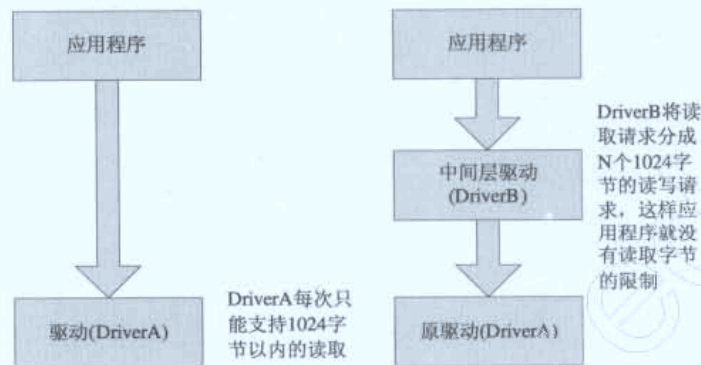 应用程序
驱动(DriverA)
DriverA每次只
能支持1024字
节以内的读取
应用程序
中间层驱动
(DriverB)
原驱动(DriverA)
DriverB将读
取请求分成
N个1024字
节的读写请
求，这样应
用程序就没
有读取字节
的限制